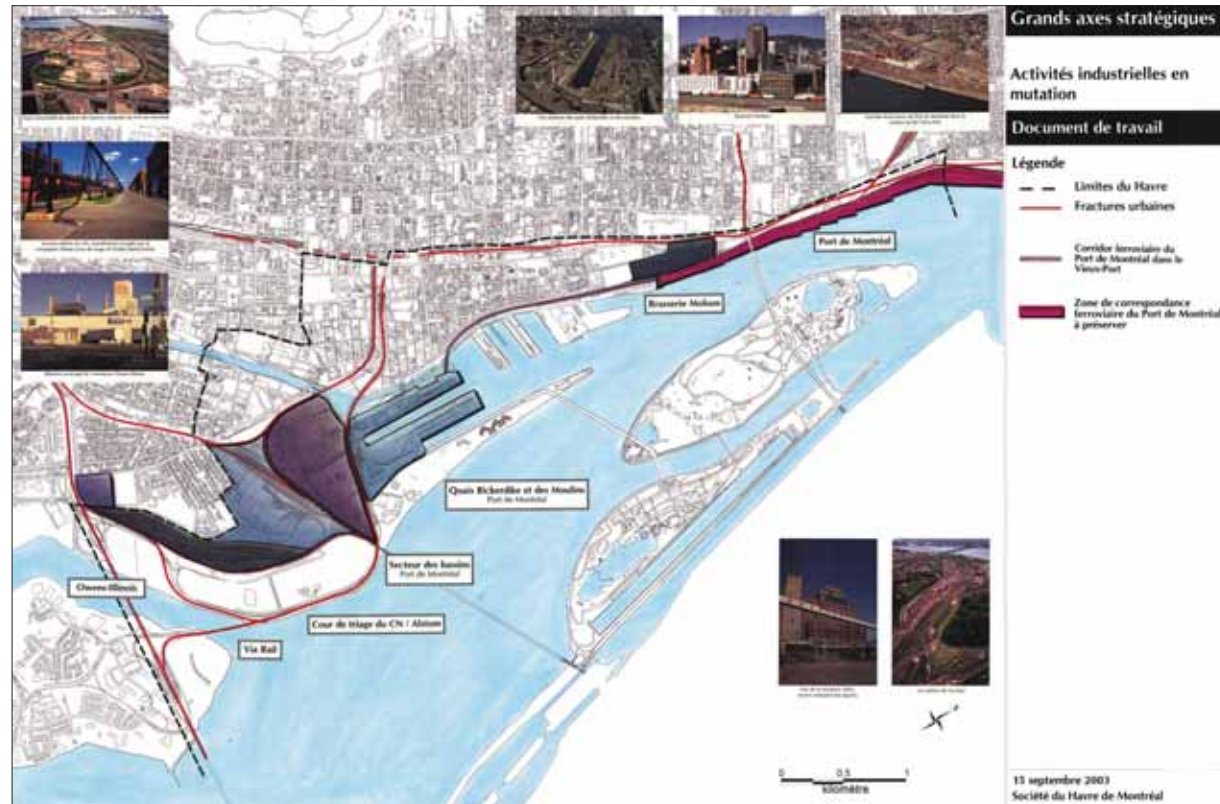 Grands axes stratégiques
Activités industrielles en
mutation
Document de travail
Légende
Limites du Havre
Fractures urbaines
Corridor ferroviaire du
Port de Montréal dans le
Vieux-Port
Zone de correspondance
ferroviaire du Port de Montréal
à préserver
Port de Montréal
Brasserie Molson
Quais Bickerdike et des Moulins
Port de Montréal
Secteur des bassins
Port de Montréal
Owens-Illinois
Cour de triage du CN / Alstom
Via Rail
0 0,5 1
kilomètre
15 septembre 2003
Société du Havre de Montréal